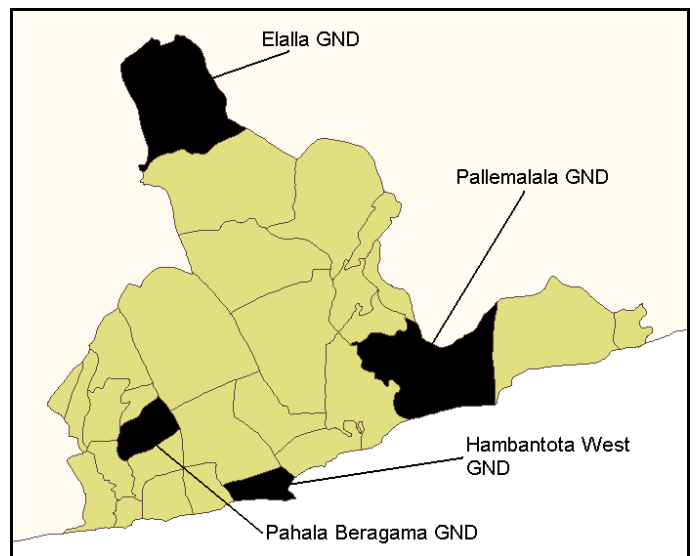 Elalla GND
Pallemalala GND
Hambantota West
GND
Pahala Beragama GND